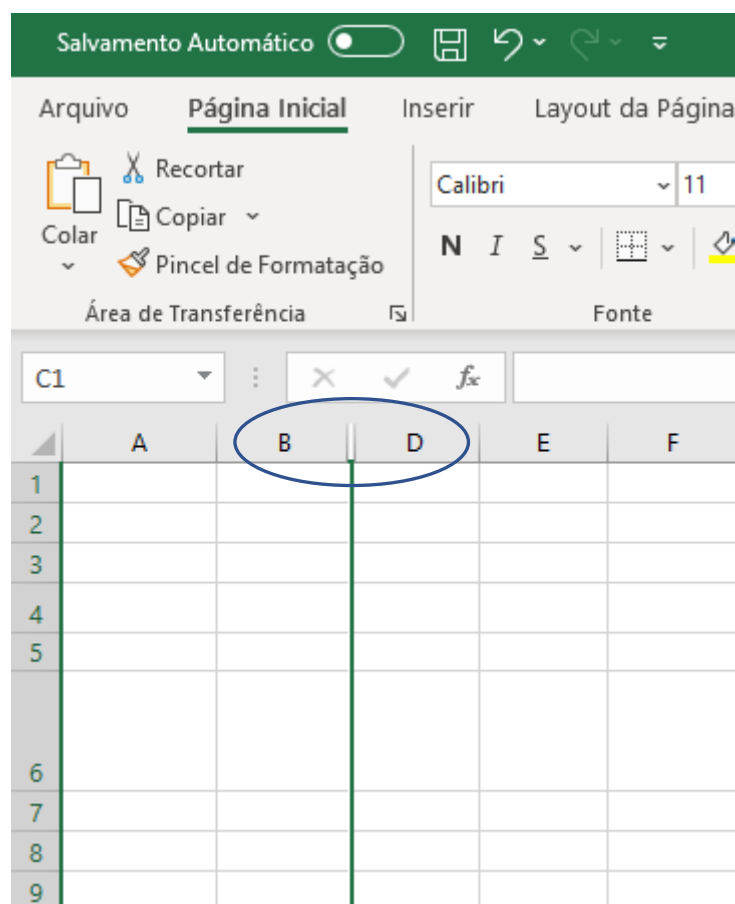 Salvamento Automático
Arquivo Página Inicial Inserir Layout da Página
Recortar
Copiar
Colar
Pincel de Formatação
Área de Transferência
Calibri 11
N I S
Fonte
C1 fx
A B D E F
1
2
3
4
5
6
7
8
9